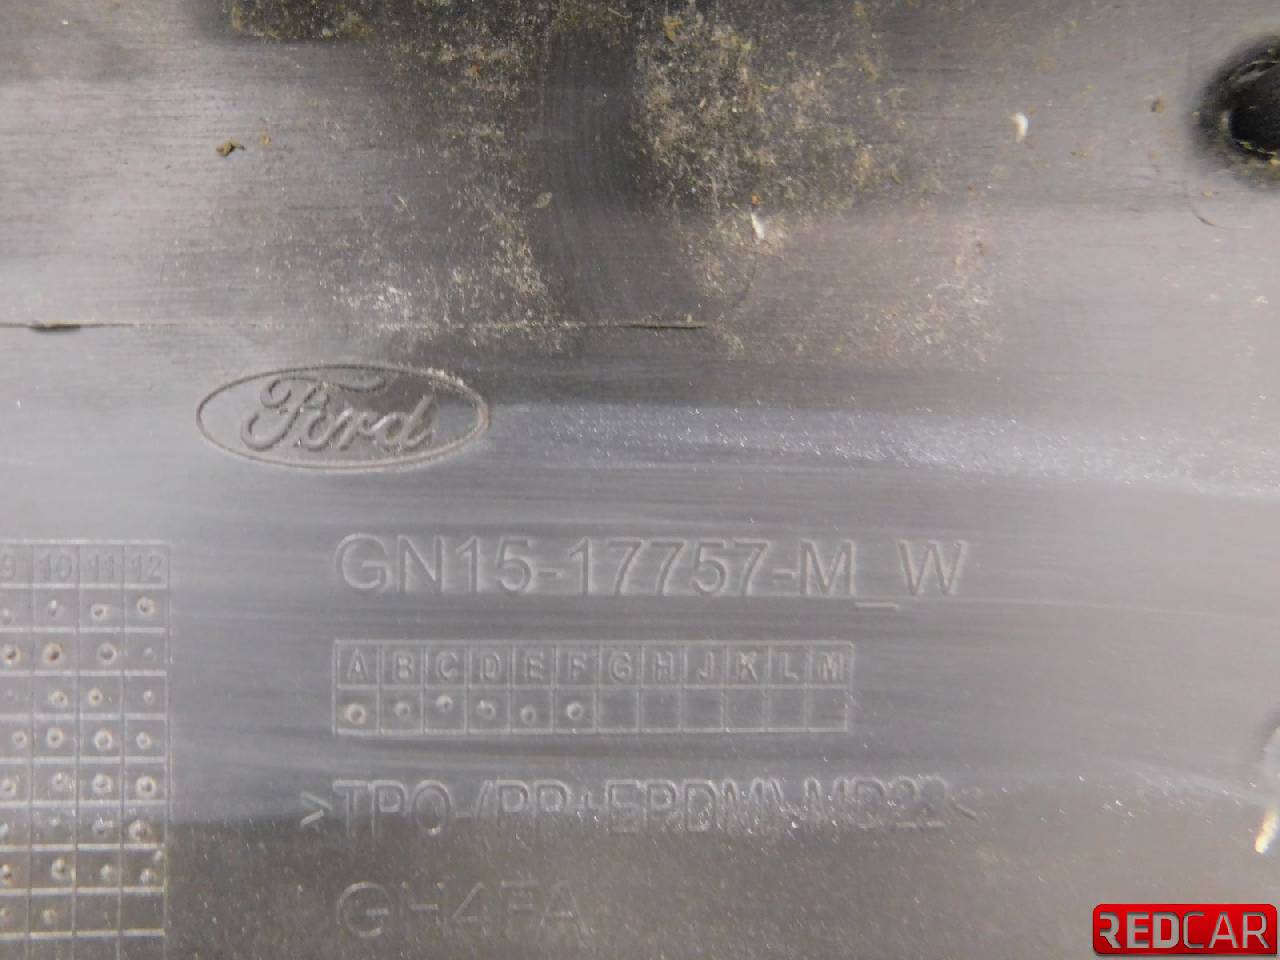 Ford
GN15-17757-M_W
9 10 11 12
A B C D E F G H J K L M
>TPO-(PP+EPDM)-MD22<
GH4FA
REDCAR